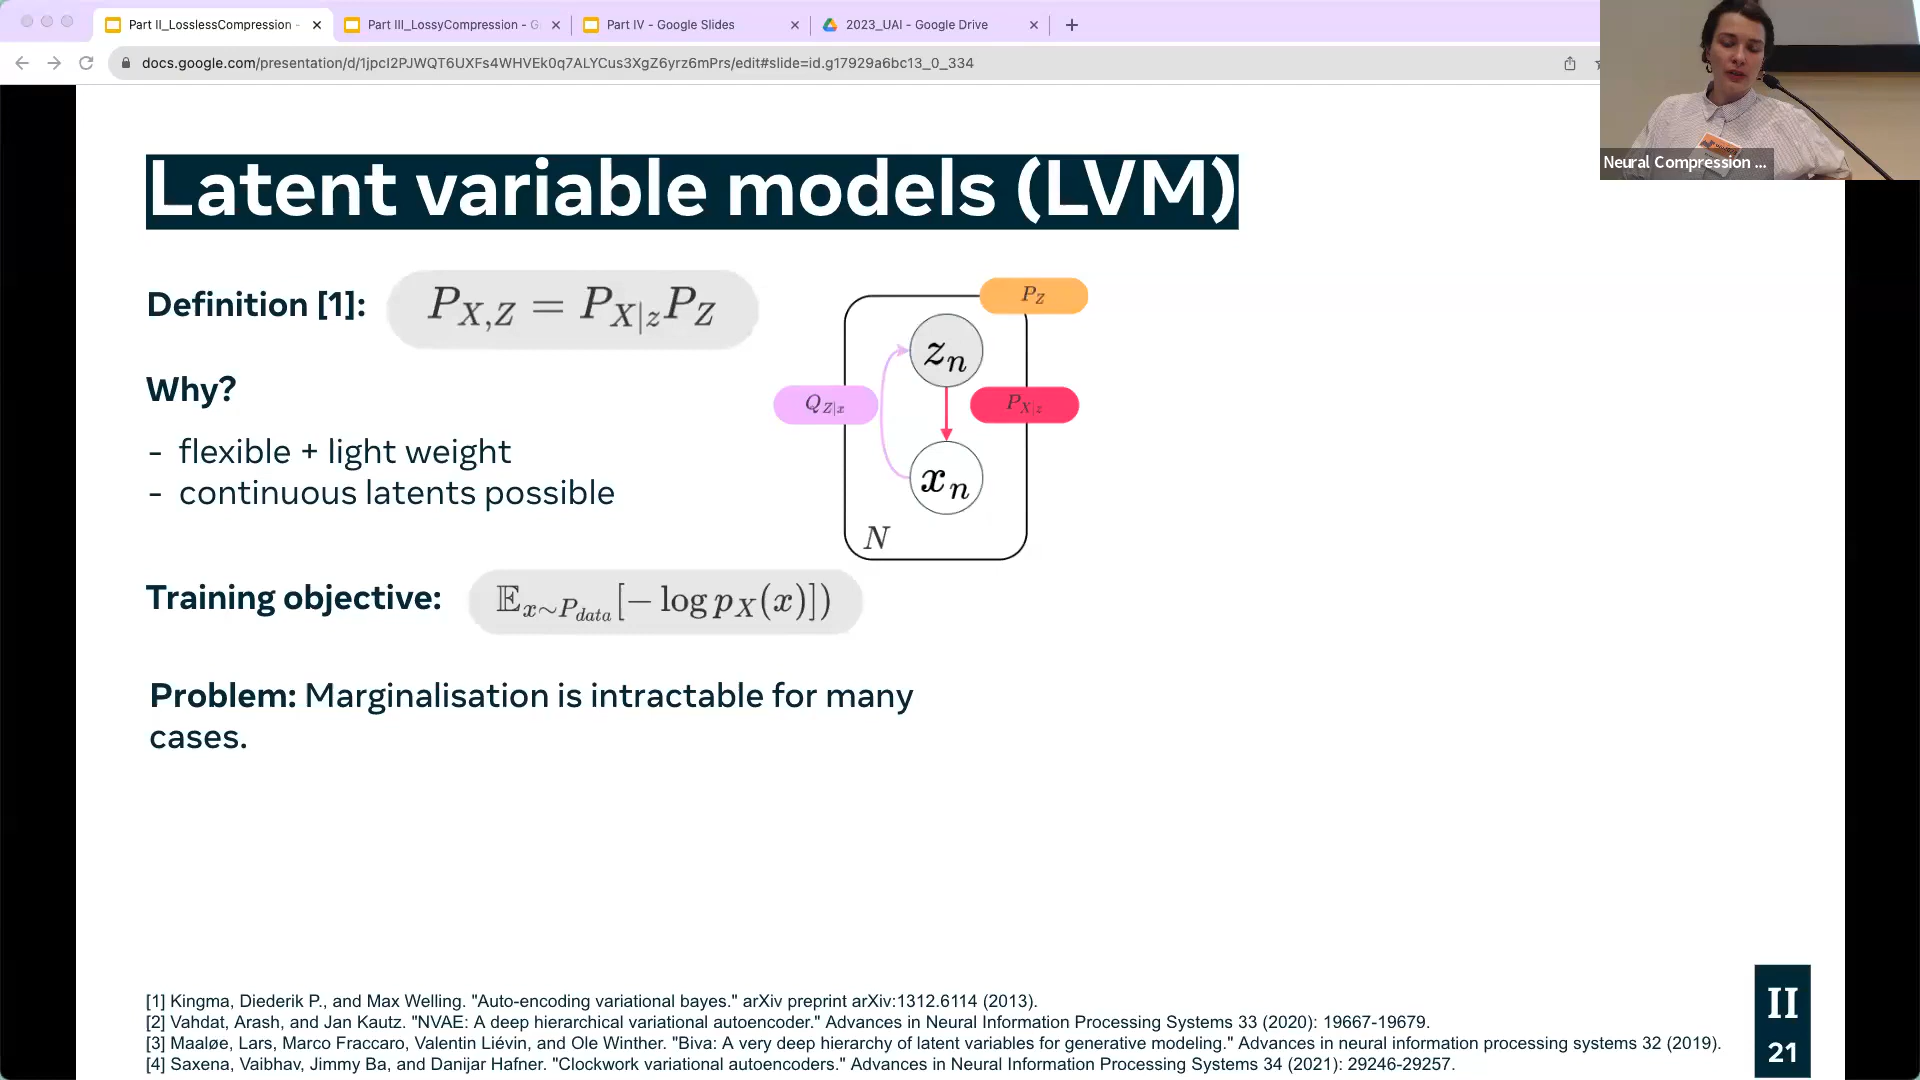 Part II_LosslessCompression -
Part III_LossyCompression - G
Part IV - Google Slides
2023_UAI - Google Drive
docs.google.com/presentation/d/1jpcI2PJWQT6UXFs4WHVEk0q7ALYCus3XgZ6yrz6mPrs/edit#slide=id.g17929a6bc13_0_334
Neural Compression ...
Latent variable models (LVM)
Definition [1]: P_{X,Z} = P_{X|z}P_Z
P_Z
z_n
Why?
Q_{Z|x}
P_{X|z}
- flexible + light weight
- continuous latents possible
x_n
N
Training objective: 𝔼_{x∼P_{data}}[− log p_X(x)])
Problem: Marginalisation is intractable for many
cases.
[1] Kingma, Diederik P., and Max Welling. "Auto-encoding variational bayes." arXiv preprint arXiv:1312.6114 (2013).
[2] Vahdat, Arash, and Jan Kautz. "NVAE: A deep hierarchical variational autoencoder." Advances in Neural Information Processing Systems 33 (2020): 19667-19679.
[3] Maaløe, Lars, Marco Fraccaro, Valentin Liévin, and Ole Winther. "Biva: A very deep hierarchy of latent variables for generative modeling." Advances in neural information processing systems 32 (2019).
[4] Saxena, Vaibhav, Jimmy Ba, and Danijar Hafner. "Clockwork variational autoencoders." Advances in Neural Information Processing Systems 34 (2021): 29246-29257.
II
21